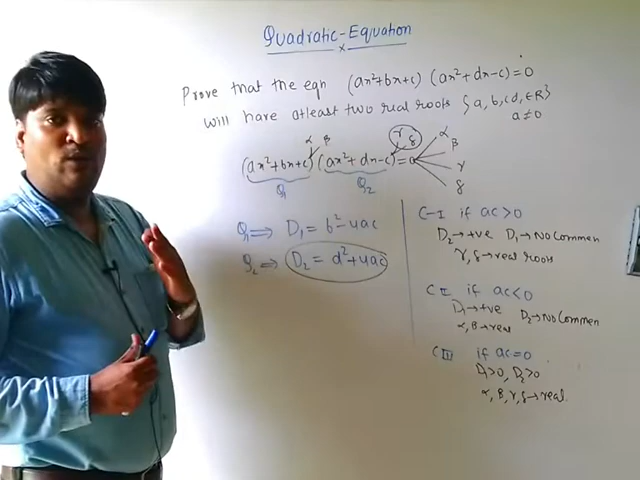 Quadratic-Equation
x
Prove that the eqn (ax²+bx+c) (ax²+dx-c)=0
will have atleast two real roots {a,b,c,d,∈R}
a≠0
α β γ, δ
(ax²+bx+c) (ax²+dx-c)=0
α
β
γ
δ
Q₁ Q₂
Q₁ ⇒ D₁ = b²-4ac
Q₂ ⇒ D₂ = d²+4ac
C-I if ac>0
D₂→+ve D₁→No Commen
γ,δ→real roots
C II if ac<0
D₁→+ve D₂→No Commen
α,β→real
C III if ac=0
D₁>0, D₂>0
α, β, γ, δ→real.